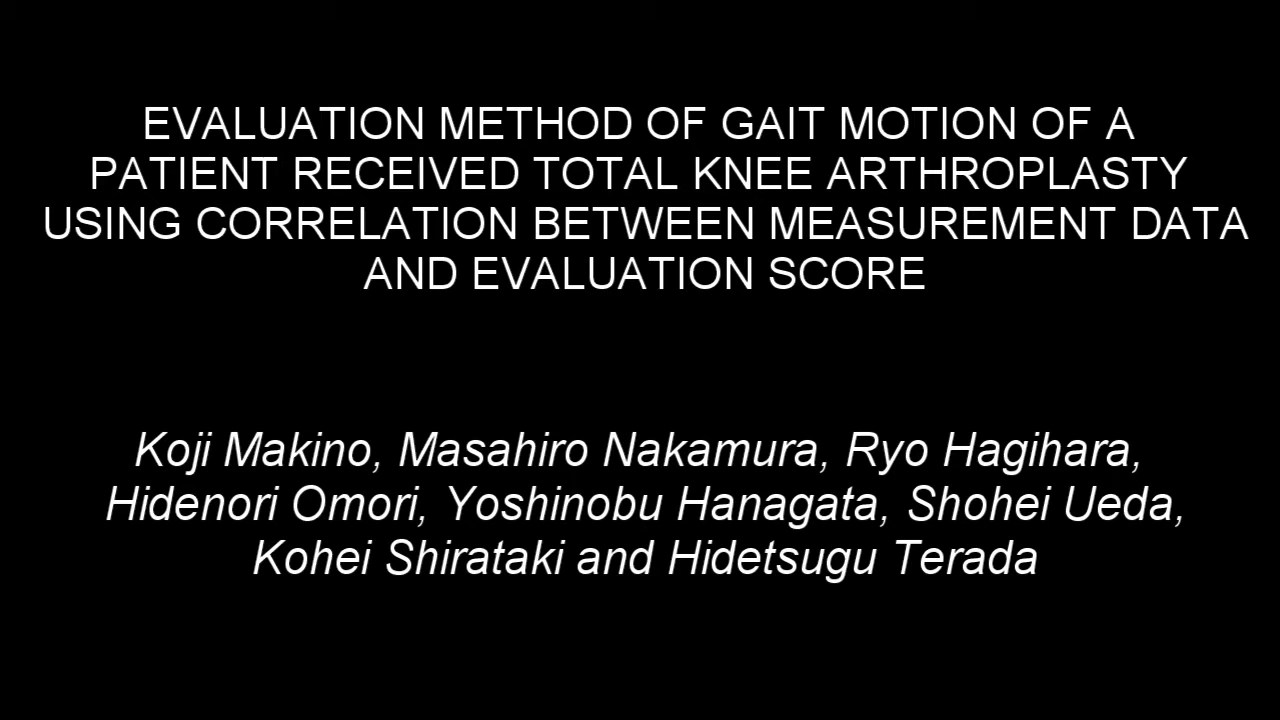 EVALUATION METHOD OF GAIT MOTION OF A
PATIENT RECEIVED TOTAL KNEE ARTHROPLASTY
USING CORRELATION BETWEEN MEASUREMENT DATA
AND EVALUATION SCORE
Koji Makino, Masahiro Nakamura, Ryo Hagihara,
Hidenori Omori, Yoshinobu Hanagata, Shohei Ueda,
Kohei Shirataki and Hidetsugu Terada